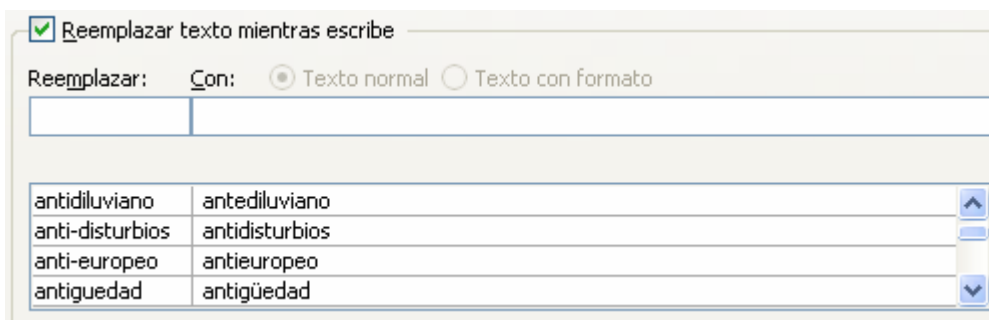 Reemplazar texto mientras escribe
Reemplazar: Con: Texto normal Texto con formato
antidiluviano antediluviano
anti-disturbios antidisturbios
anti-europeo antieuropeo
antiguedad antigüedad